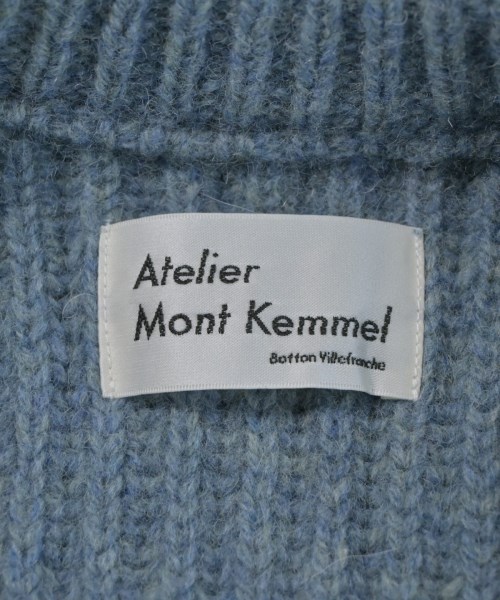 Atelier
Mont Kemmel
Botton Villefranche